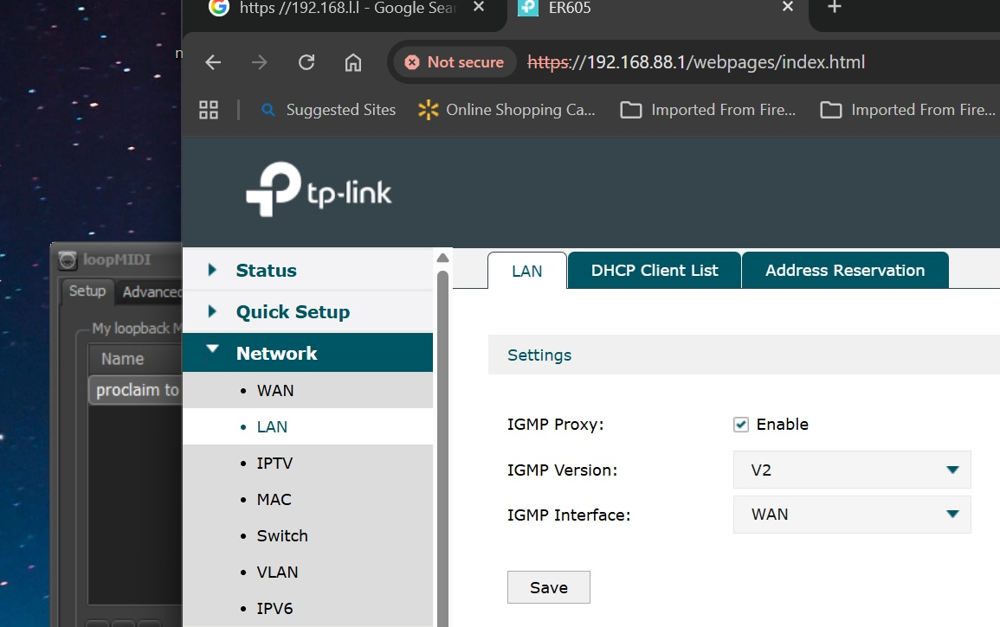 https //192.168.l.l - Google Sear
ER605
n
Not secure
https://192.168.88.1/webpages/index.html
Suggested Sites
Online Shopping Ca...
Imported From Fire...
Imported From Fire...
tp-link
loopMIDI
Setup
Advanced
My loopback M
Name
proclaim to
Status
Quick Setup
Network
WAN
LAN
IPTV
MAC
Switch
VLAN
IPV6
LAN
DHCP Client List
Address Reservation
Settings
IGMP Proxy:
Enable
IGMP Version:
V2
IGMP Interface:
WAN
Save